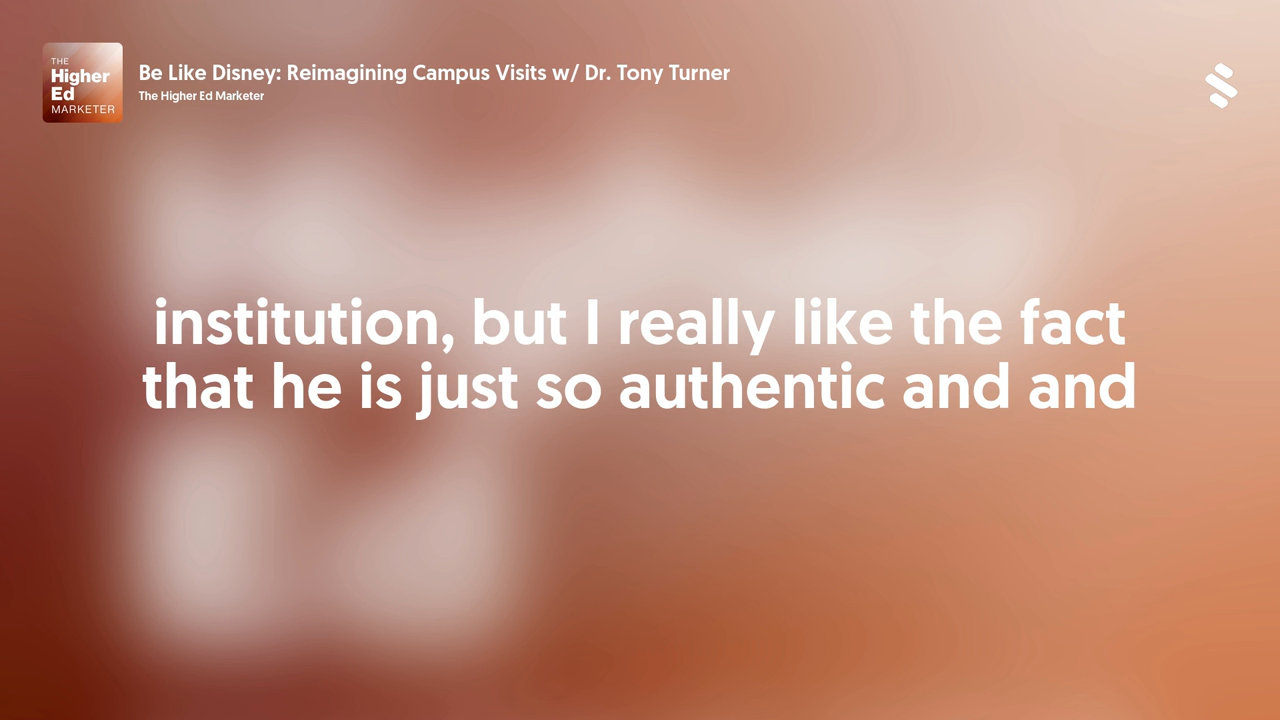 THE
Higher
Ed
MARKETER
Be Like Disney: Reimagining Campus Visits w/ Dr. Tony Turner
The Higher Ed Marketer
institution, but I really like the fact
that he is just so authentic and and